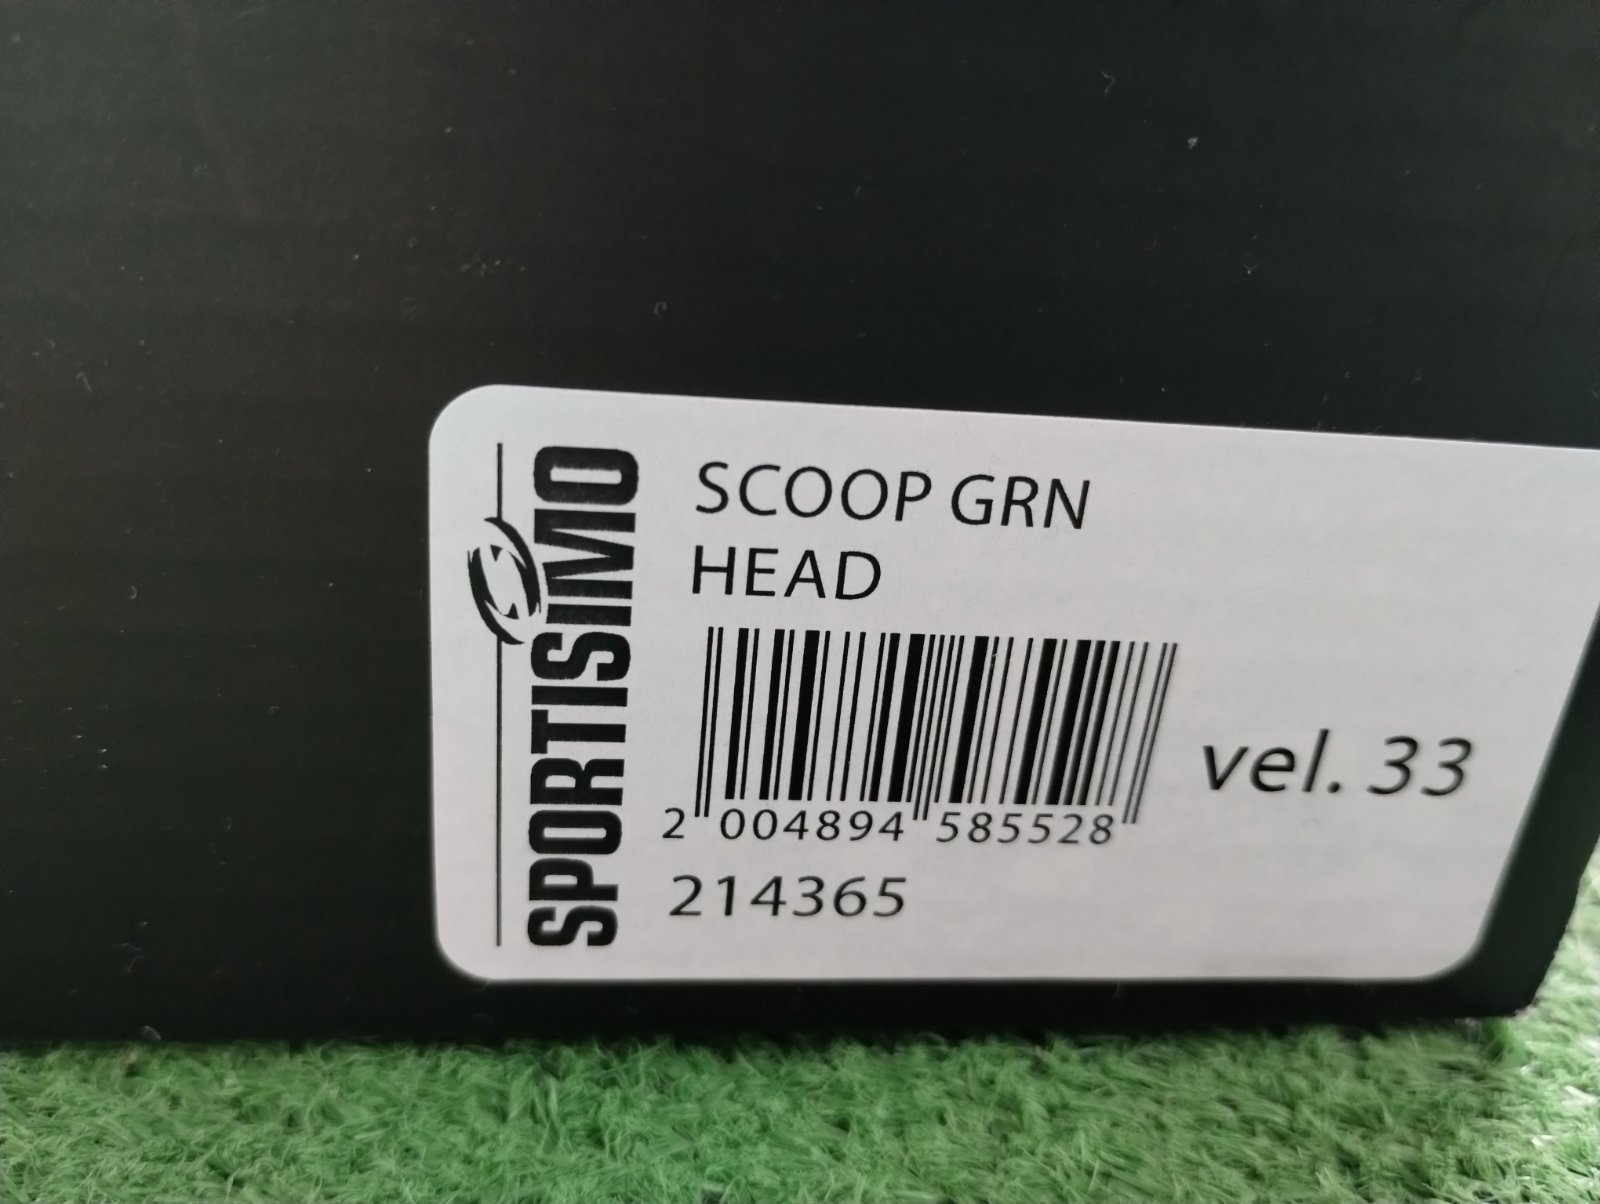 SPORTISIMO
SCOOP GRN
HEAD
2 004894 585528
vel. 33
214365